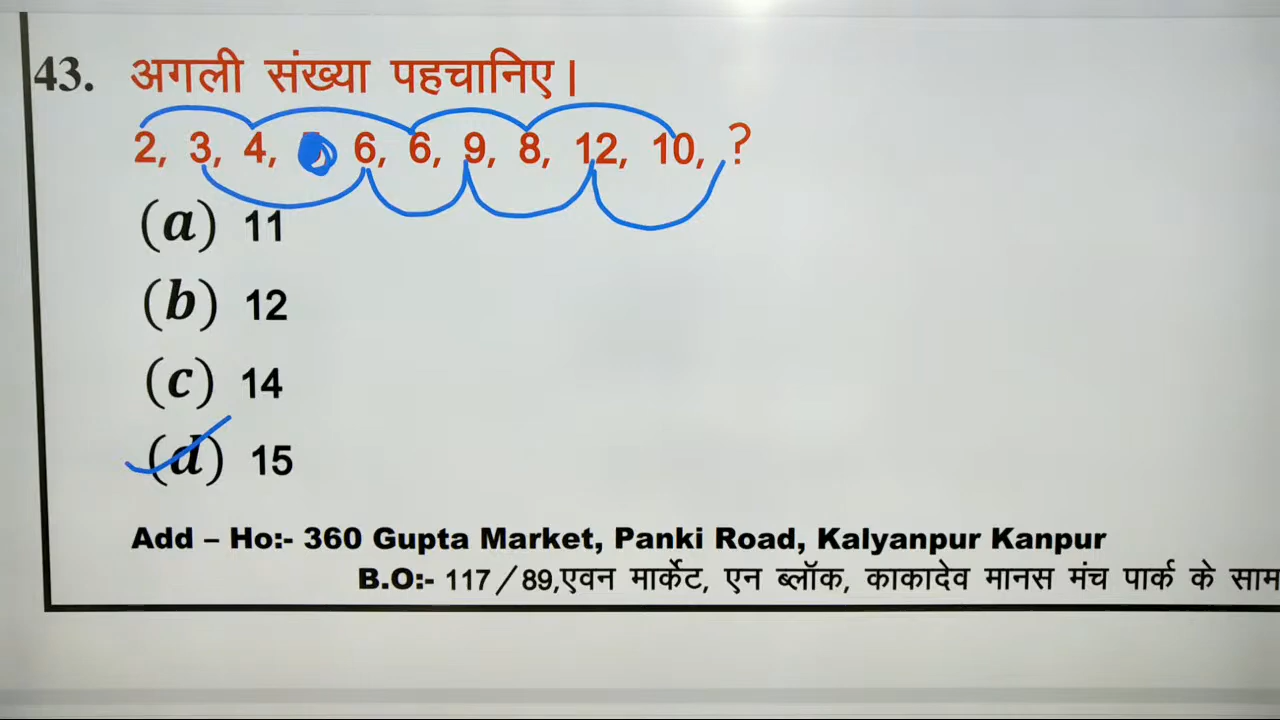 43. अगली संख्या पहचानिए।
2, 3, 4, 6, 6, 9, 8, 12, 10, ?
(a) 11
(b) 12
(c) 14
(d) 15
Add – Ho:- 360 Gupta Market, Panki Road, Kalyanpur Kanpur
B.O:- 117/89,एवन मार्केट, एन ब्लॉक, काकादेव मानस मंच पार्क के साम